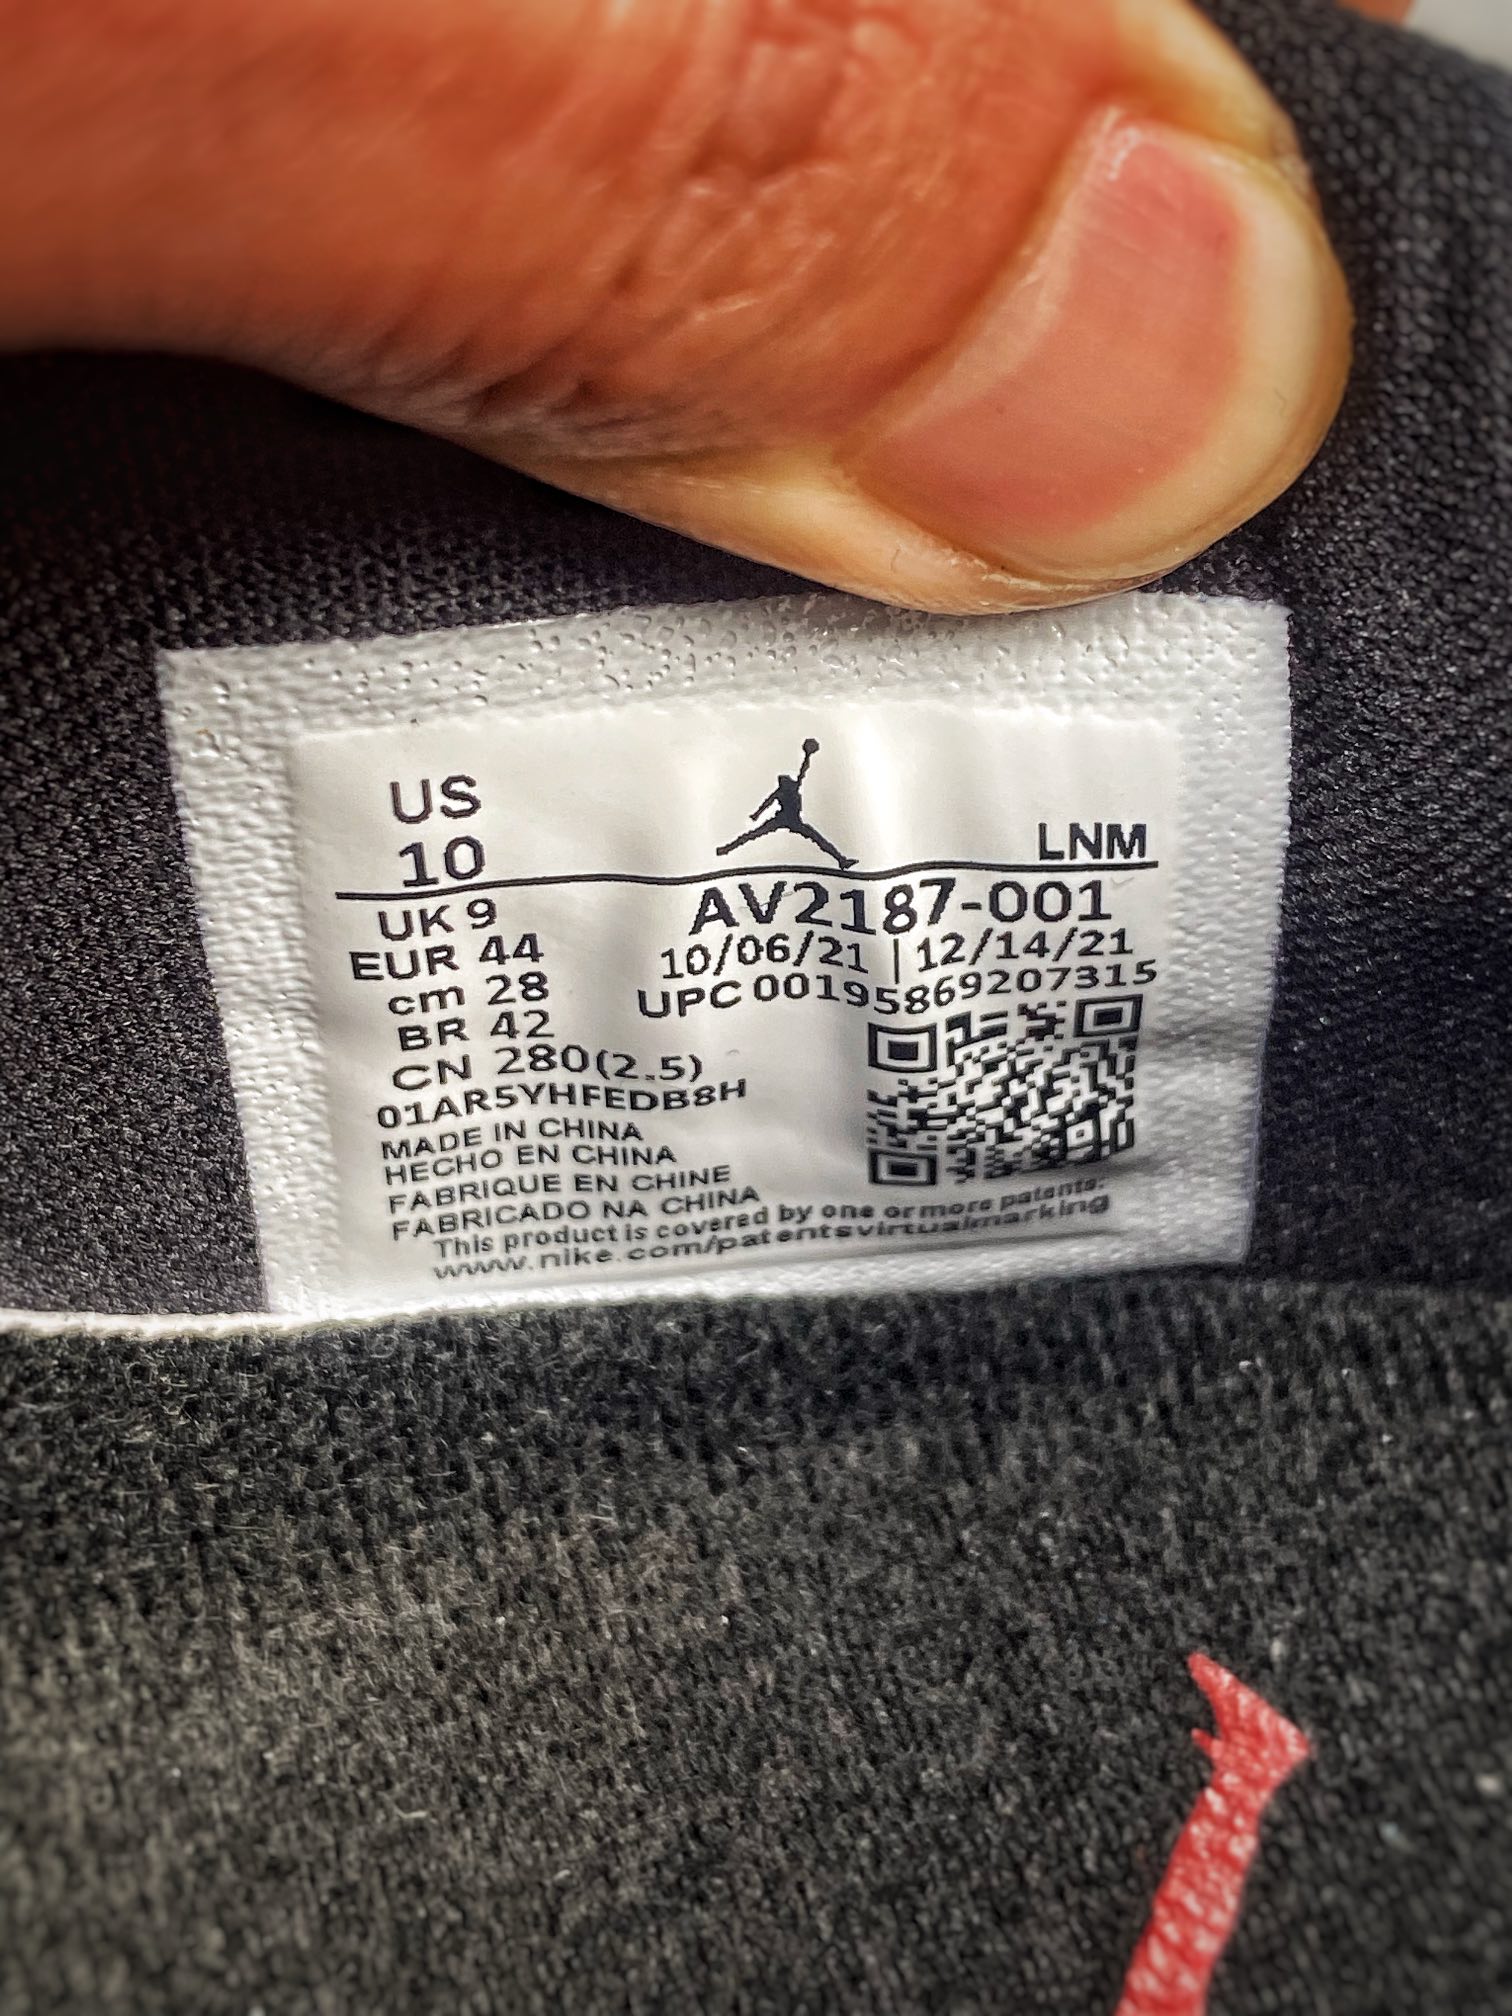 US
10
LNM
UK 9
EUR 44
cm 28
BR 42
CN 280(2.5)
AV2187-001
10/06/21 | 12/14/21
UPC 00195869207315
01AR5YHFEDB8H
MADE IN CHINA
HECHO EN CHINA
FABRIQUE EN CHINE
FABRICADO NA CHINA
This product is covered by one or more patents.
www.nike.com/patentsvirtualmarking